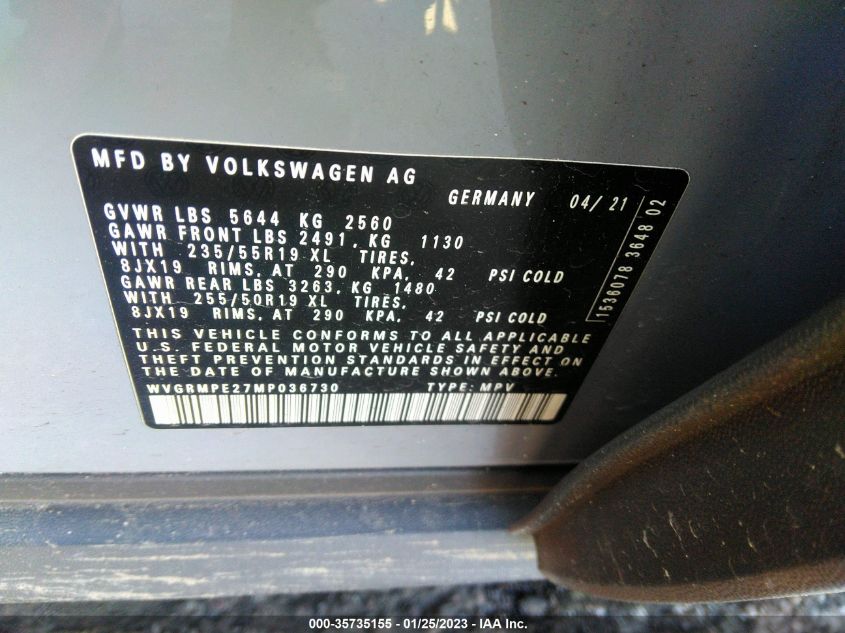 MFD BY VOLKSWAGEN AG
GERMANY 04/21
GVWR LBS 5644 KG 2560
GAWR FRONT LBS 2491, KG 1130
WITH 235/55R19 XL TIRES,
8JX19 RIMS, AT 290 KPA, 42 PSI COLD
GAWR REAR LBS 3263, KG 1480
WITH 255/50R19 XL TIRES,
8JX19 RIMS, AT 290 KPA, 42 PSI COLD
THIS VEHICLE CONFORMS TO ALL APPLICABLE
U.S. FEDERAL MOTOR VEHICLE SAFETY AND
THEFT PREVENTION STANDARDS IN EFFECT ON
THE DATE OF MANUFACTURE SHOWN ABOVE.
WVGRMPE27MP036730 TYPE: MPV
1536078 3648 02
000-35735155 - 01/25/2023 - IAA Inc.